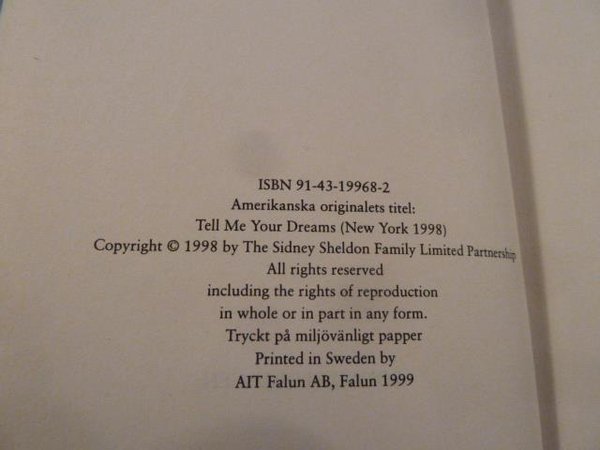 ISBN 91-43-19968-2
Amerikanska originalets titel:
Tell Me Your Dreams (New York 1998)
Copyright © 1998 by The Sidney Sheldon Family Limited Partnership
All rights reserved
including the rights of reproduction
in whole or in part in any form.
Tryckt på miljövänligt papper
Printed in Sweden by
AIT Falun AB, Falun 1999